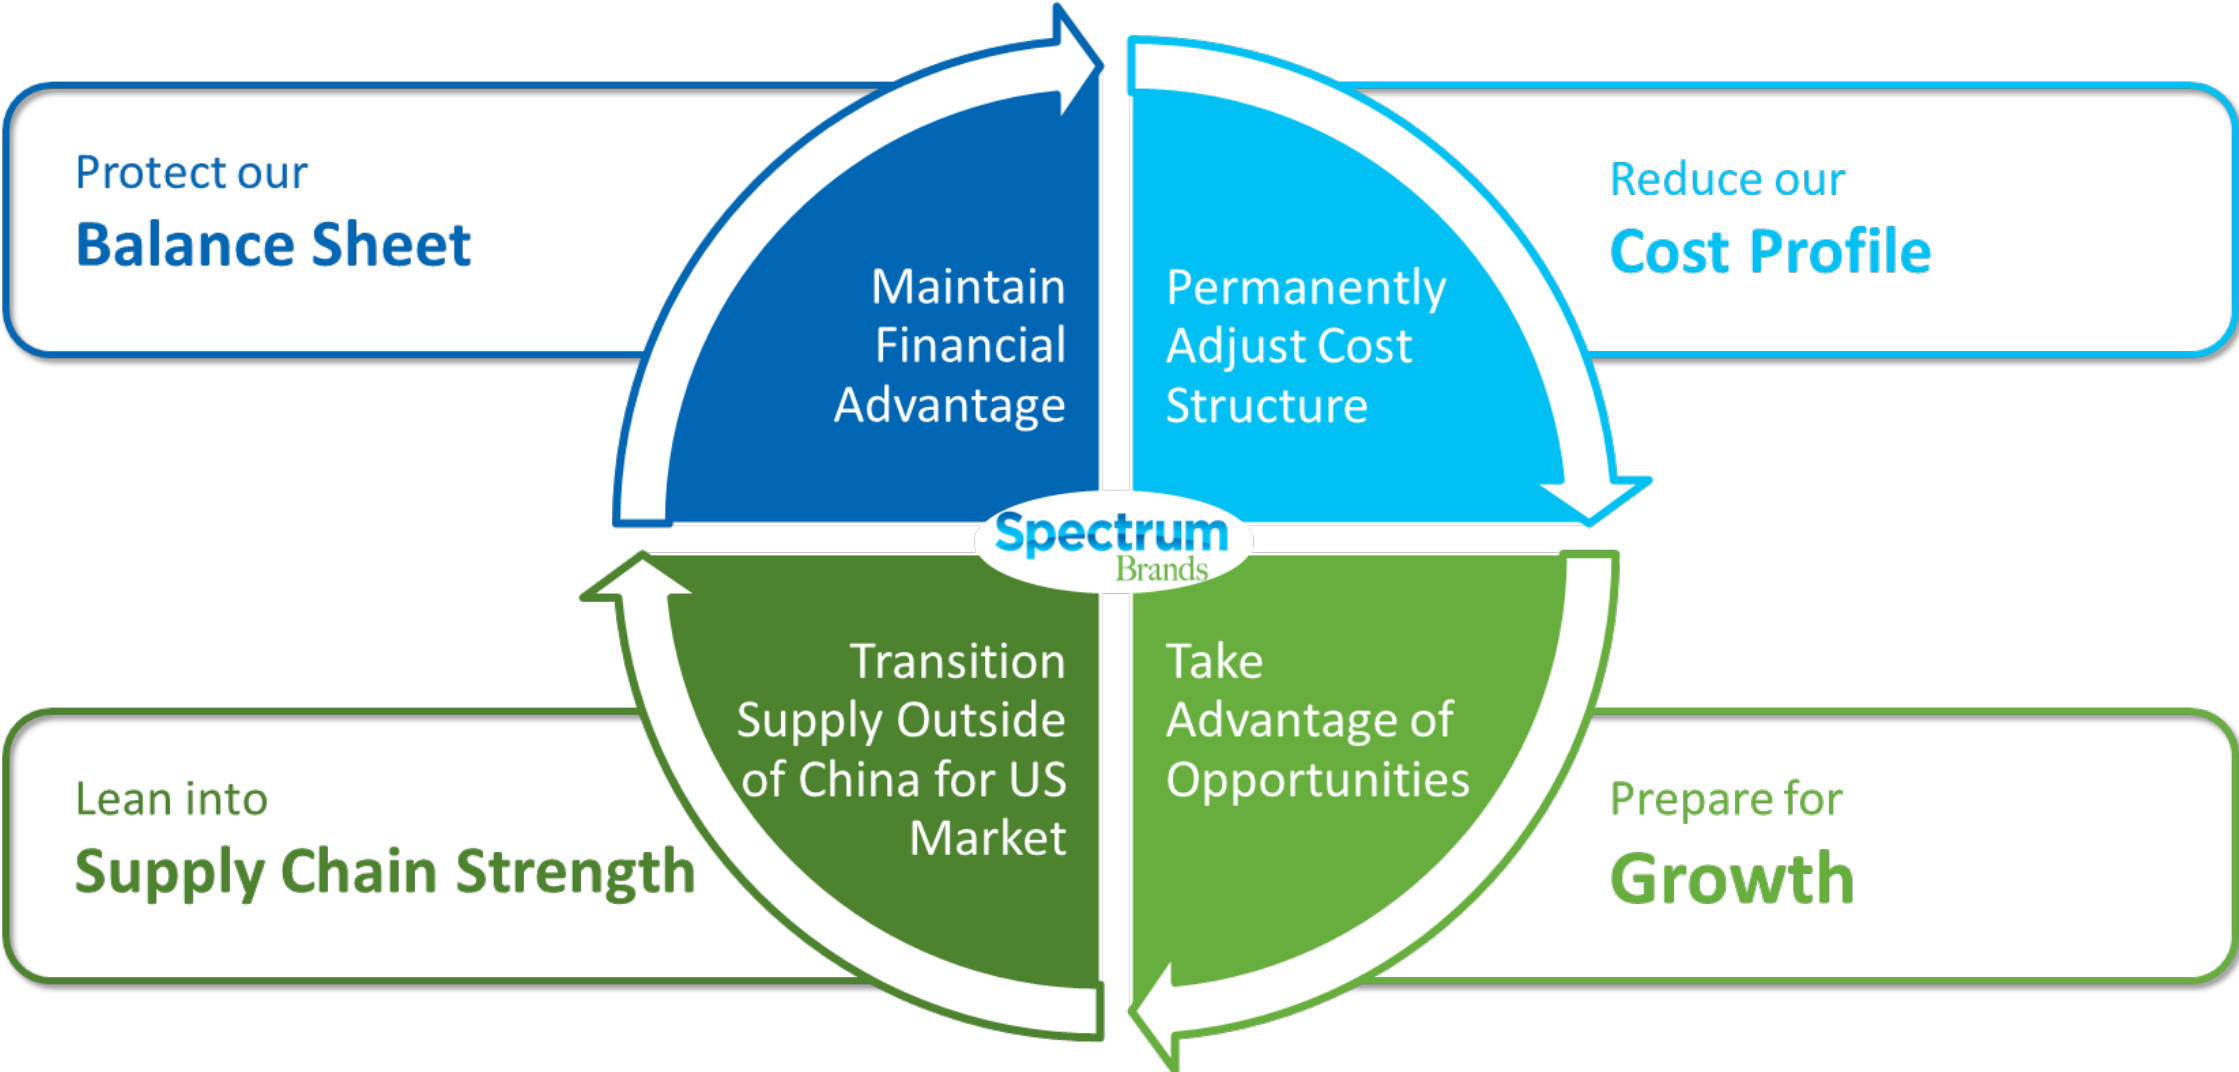 Protect our
Balance Sheet
Maintain
Financial
Advantage
Permanently
Adjust Cost
Structure
Reduce our
Cost Profile
Spectrum
Brands
Lean into
Supply Chain Strength
Transition
Supply Outside
of China for US
Market
Take
Advantage of
Opportunities
Prepare for
Growth